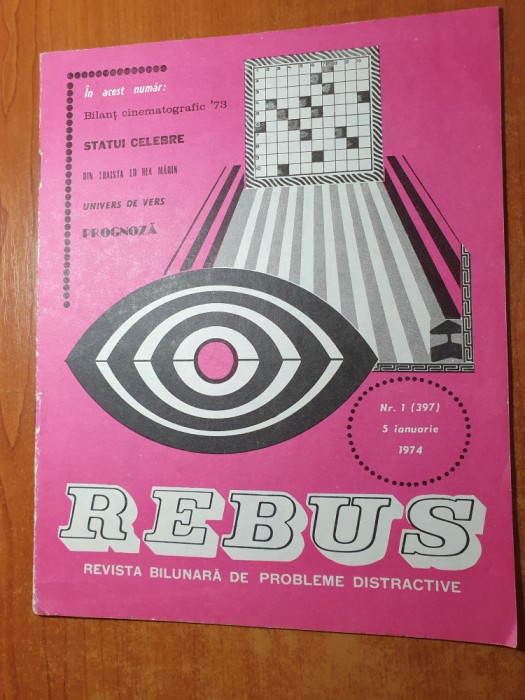 În acest număr:
Bilanț cinematografic '73
STATUI CELEBRE
DIN TRAISTA LU NEA MĂRIN
UNIVERS DE VERS
PROGNOZĂ
Nr. 1 (397)
5 ianuarie
1974
REBUS
REVISTA BILUNARĂ DE PROBLEME DISTRACTIVE